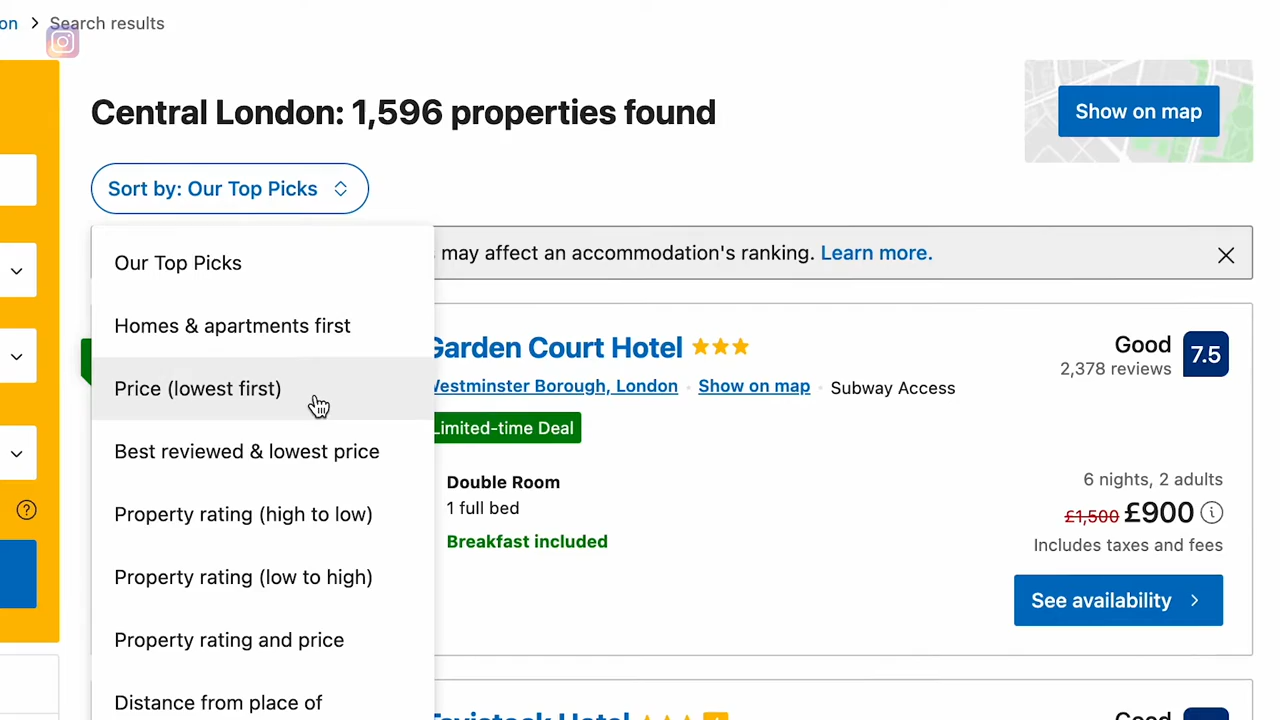 on > Search results
Central London: 1,596 properties found
Show on map
Sort by: Our Top Picks
Our Top Picks
Homes & apartments first
Price (lowest first)
Best reviewed & lowest price
Property rating (high to low)
Property rating (low to high)
Property rating and price
Distance from place of
may affect an accommodation's ranking. Learn more.
Garden Court Hotel
Good
7.5
2,378 reviews
Westminster Borough, London
Show on map
Subway Access
Limited-time Deal
Double Room
1 full bed
Breakfast included
6 nights, 2 adults
£1,500 £900
Includes taxes and fees
See availability
Tavistock Hotel
Good